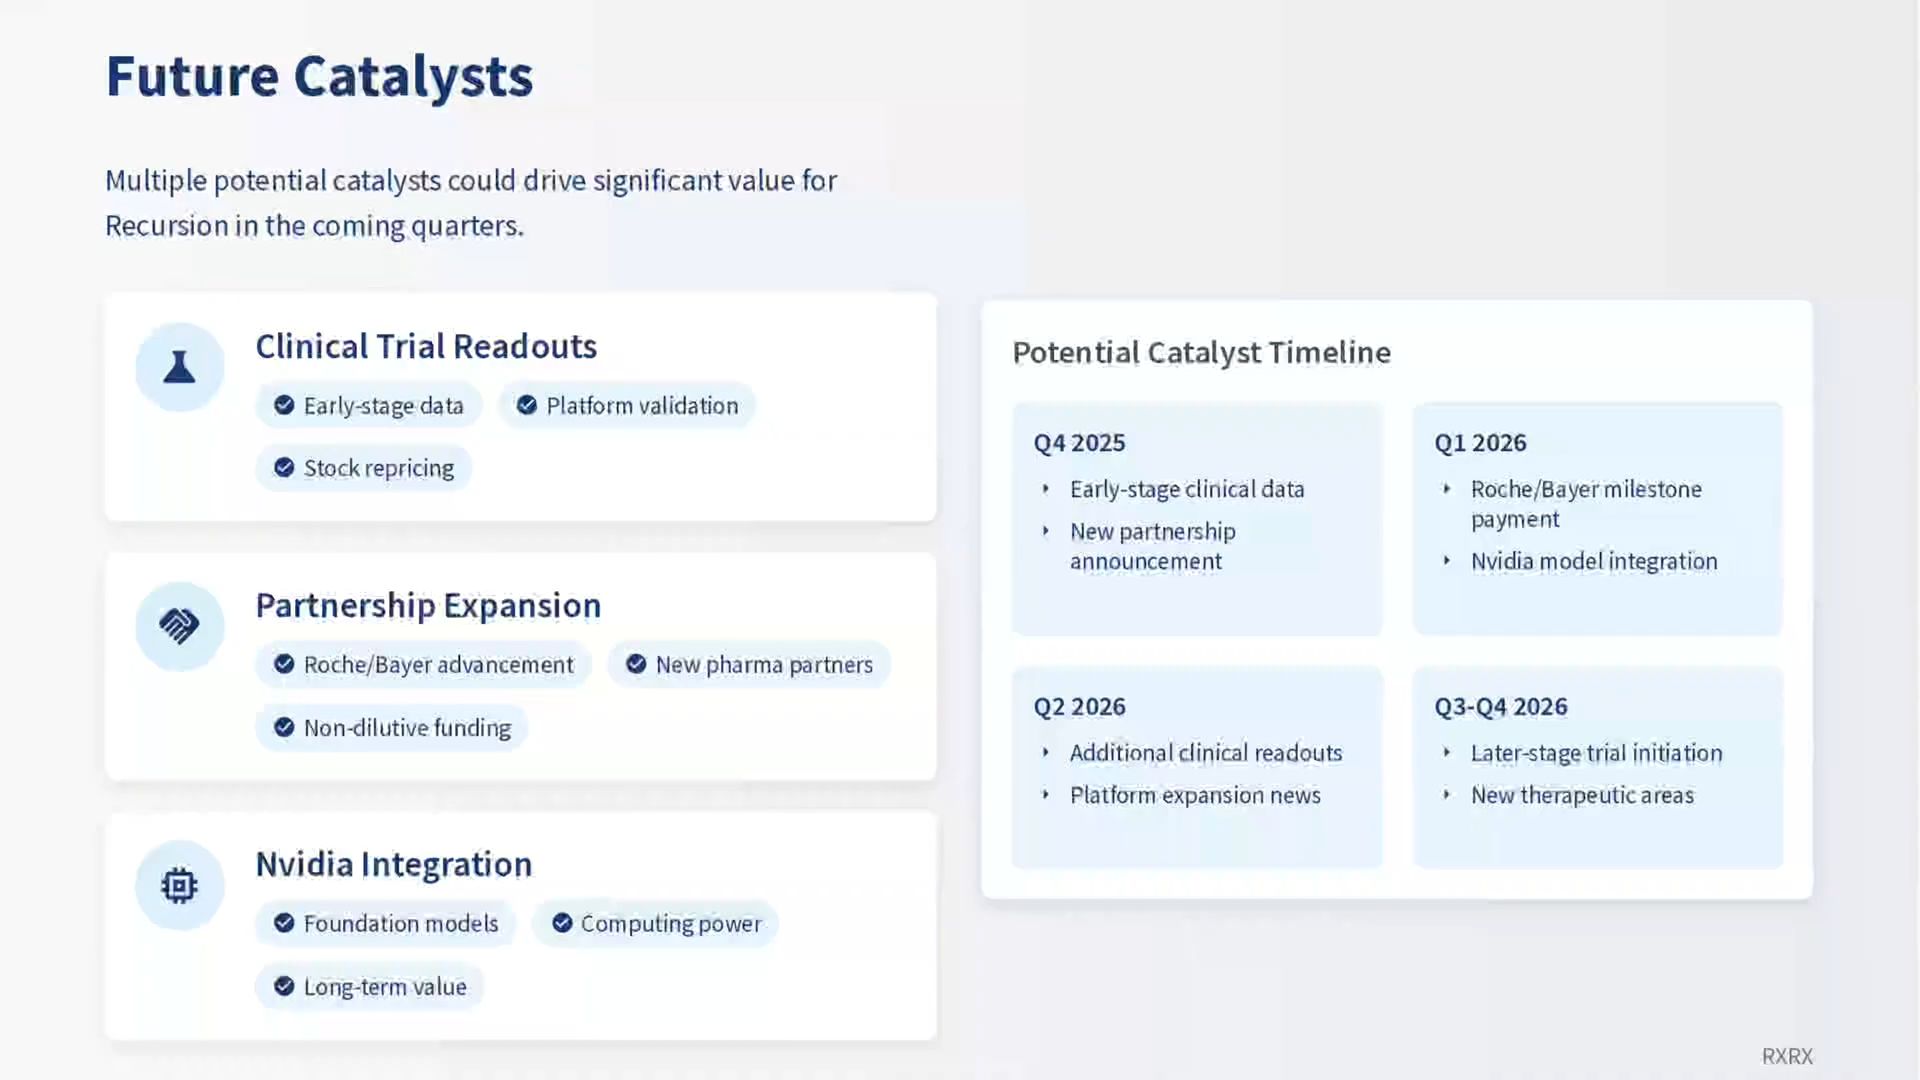 Future Catalysts
Multiple potential catalysts could drive significant value for
Recursion in the coming quarters.
Clinical Trial Readouts
Early-stage data
Platform validation
Stock repricing
Partnership Expansion
Roche/Bayer advancement
New pharma partners
Non-dilutive funding
Nvidia Integration
Foundation models
Computing power
Long-term value
Potential Catalyst Timeline
Q4 2025
Early-stage clinical data
New partnership
announcement
Q1 2026
Roche/Bayer milestone
payment
Nvidia model integration
Q2 2026
Additional clinical readouts
Platform expansion news
Q3-Q4 2026
Later-stage trial initiation
New therapeutic areas
RXRX